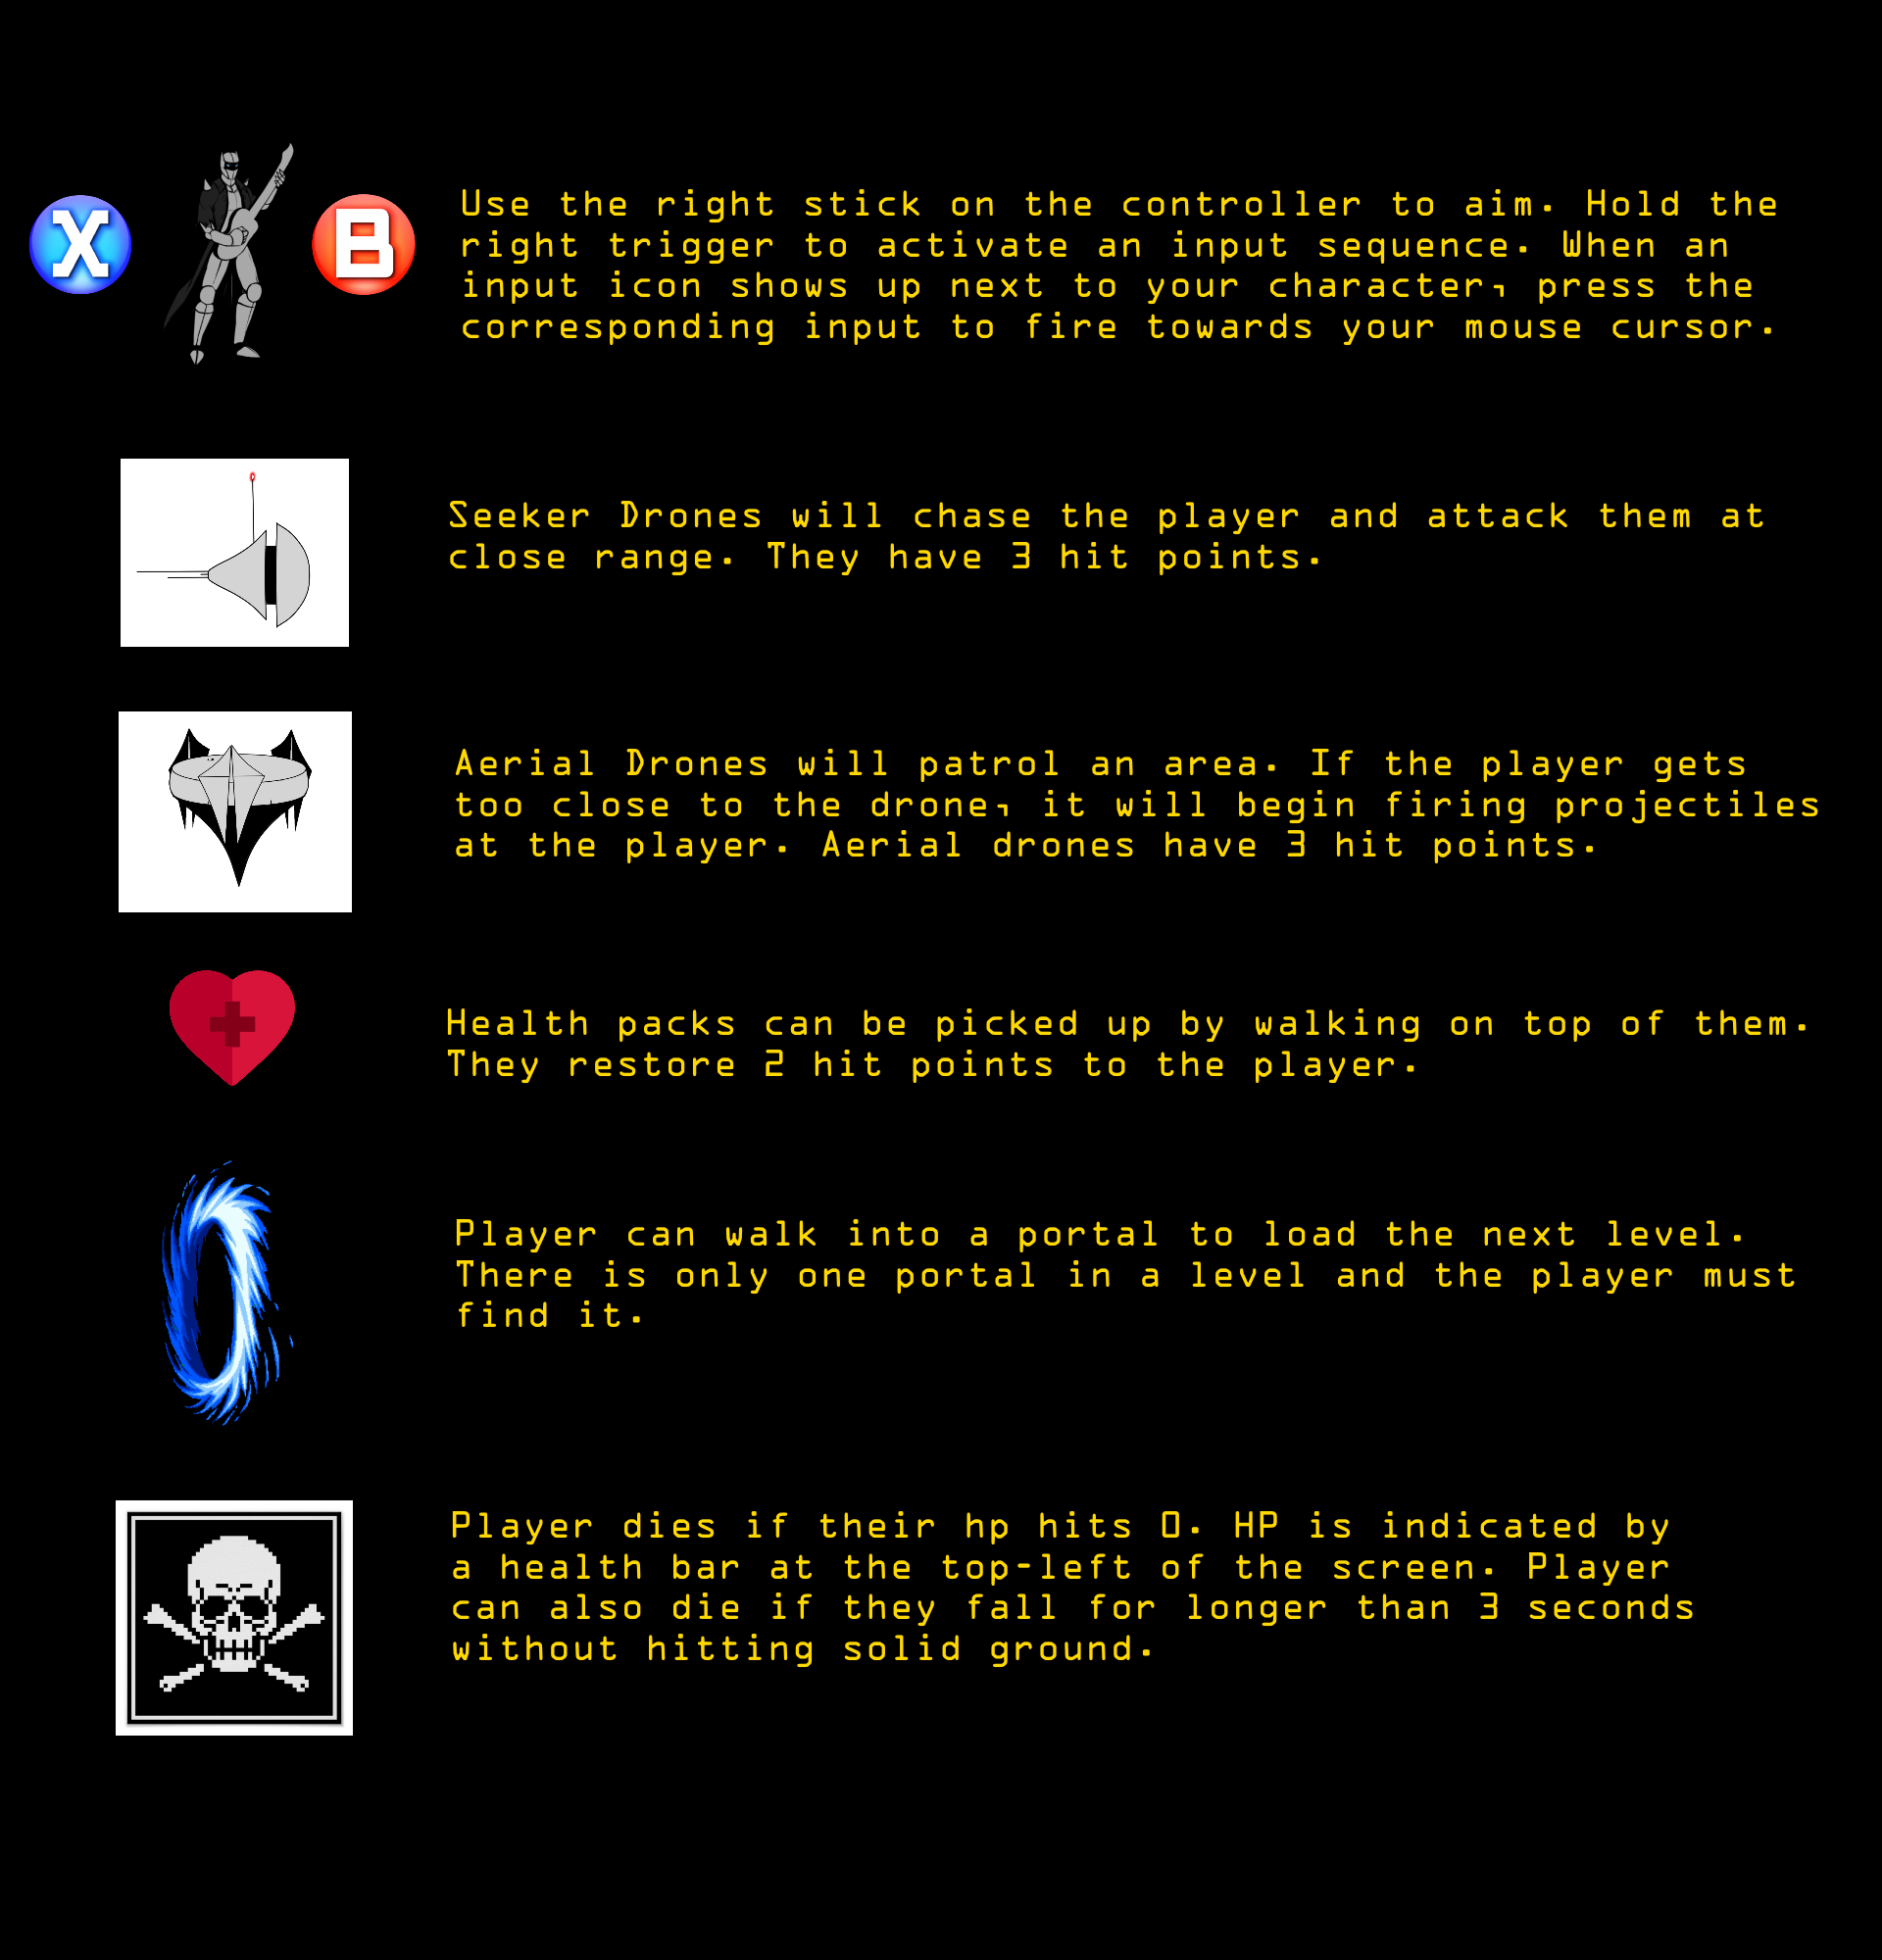 X B
Use the right stick on the controller to aim. Hold the
right trigger to activate an input sequence. When an
input icon shows up next to your character, press the
corresponding input to fire towards your mouse cursor.
Seeker Drones will chase the player and attack them at
close range. They have 3 hit points.
Aerial Drones will patrol an area. If the player gets
too close to the drone, it will begin firing projectiles
at the player. Aerial drones have 3 hit points.
Health packs can be picked up by walking on top of them.
They restore 2 hit points to the player.
Player can walk into a portal to load the next level.
There is only one portal in a level and the player must
find it.
Player dies if their hp hits 0. HP is indicated by
a health bar at the top-left of the screen. Player
can also die if they fall for longer than 3 seconds
without hitting solid ground.